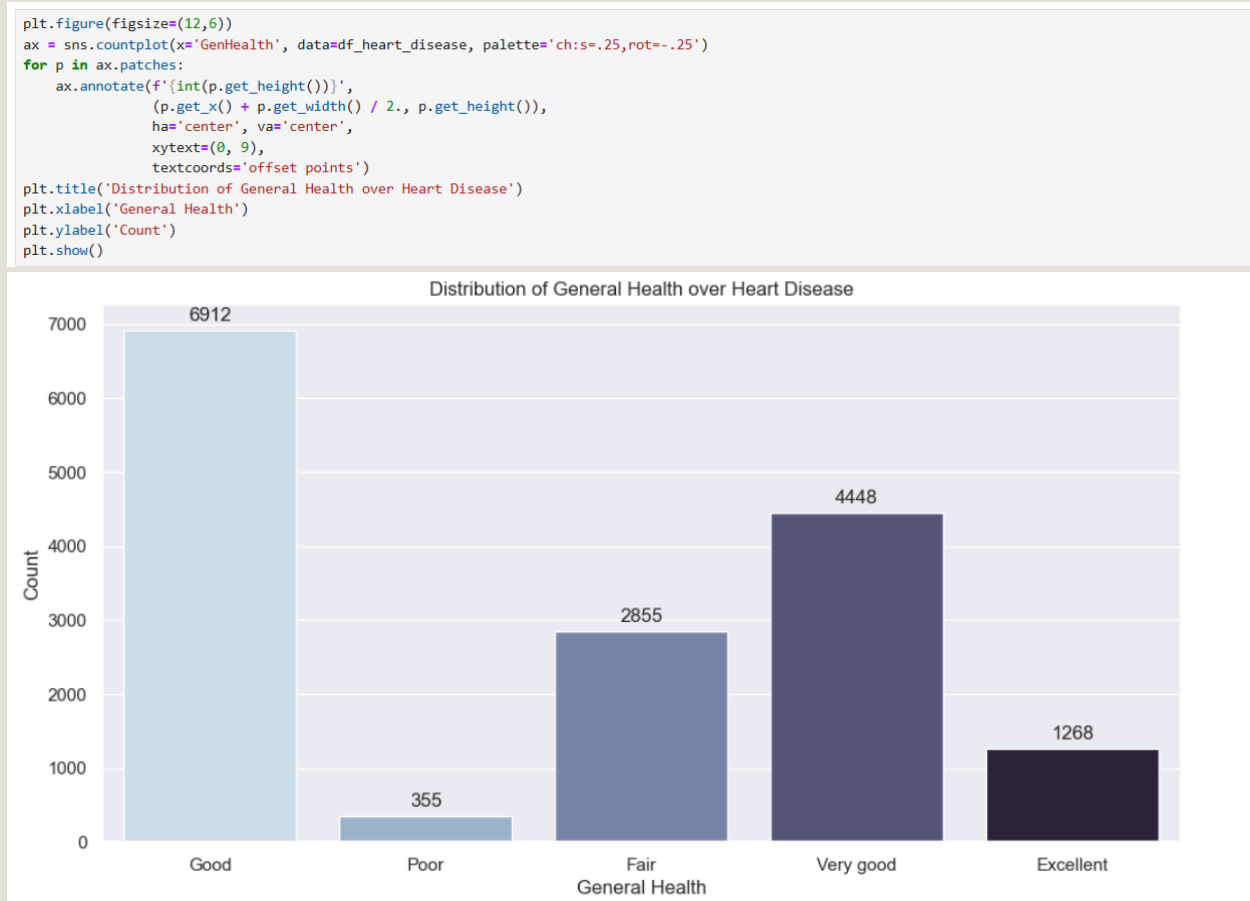 plt.figure(figsize=(12,6))
ax = sns.countplot(x='GenHealth', data=df_heart_disease, palette='ch:s=.25,rot=-.25')
for p in ax.patches:
    ax.annotate(f'{int(p.get_height())}',
                (p.get_x() + p.get_width() / 2., p.get_height()),
                ha='center', va='center',
                xytext=(0, 9),
                textcoords='offset points')
plt.title('Distribution of General Health over Heart Disease')
plt.xlabel('General Health')
plt.ylabel('Count')
plt.show()
Distribution of General Health over Heart Disease
6912
7000
6000
5000
4448
4000
Count
2855
3000
2000
1268
1000
355
0
Good Poor Fair Very good Excellent
General Health